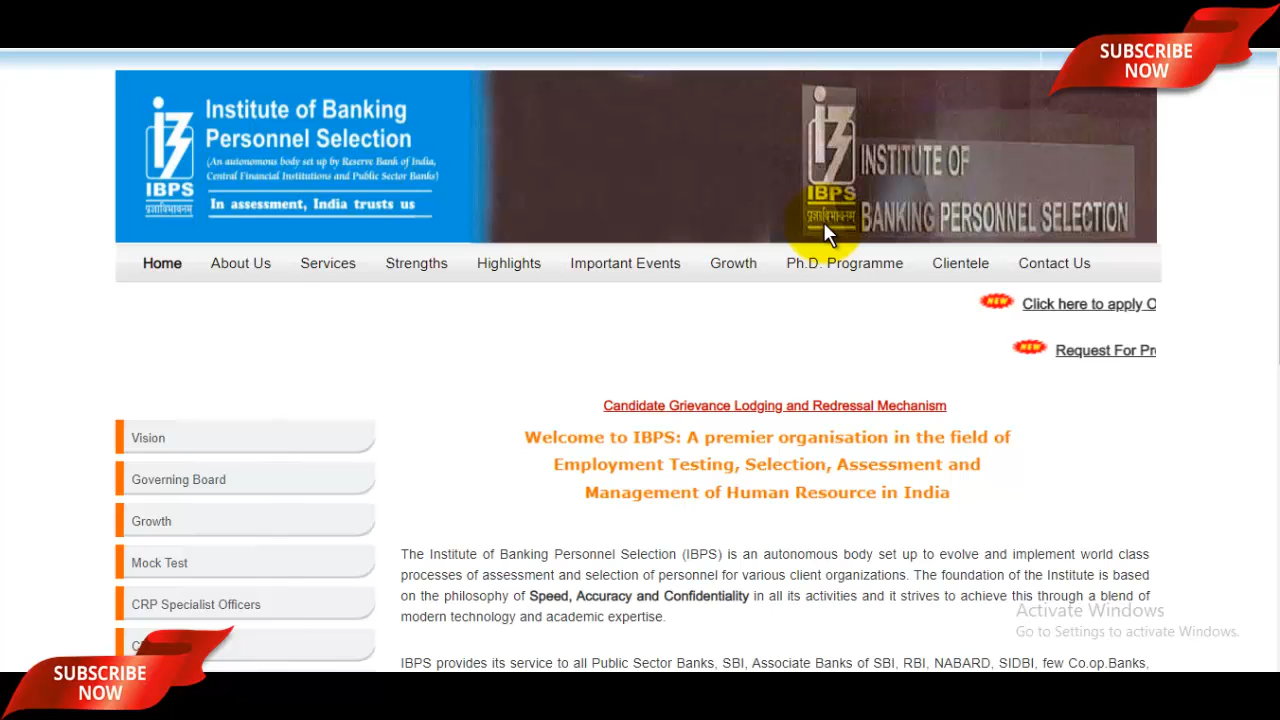 SUBSCRIBE
NOW
Institute of Banking
Personnel Selection
(An autonomous body set up by Reserve Bank of India,
Central Financial Institutions and Public Sector Banks)
IBPS
प्रज्ञाविभावनम्
In assessment, India trusts us
INSTITUTE OF
IBPS
प्रज्ञाविभावनम्
BANKING PERSONNEL SELECTION
Home About Us Services Strengths Highlights Important Events Growth Ph.D. Programme Clientele Contact Us
NEW Click here to apply O
NEW Request For Pr
Candidate Grievance Lodging and Redressal Mechanism
Welcome to IBPS: A premier organisation in the field of
Employment Testing, Selection, Assessment and
Management of Human Resource in India
Vision
Governing Board
Growth
Mock Test
CRP Specialist Officers
The Institute of Banking Personnel Selection (IBPS) is an autonomous body set up to evolve and implement world class
processes of assessment and selection of personnel for various client organizations. The foundation of the Institute is based
on the philosophy of Speed, Accuracy and Confidentiality in all its activities and it strives to achieve this through a blend of
modern technology and academic expertise.
Activate Windows
Go to Settings to activate Windows.
IBPS provides its service to all Public Sector Banks, SBI, Associate Banks of SBI, RBI, NABARD, SIDBI, few Co.op.Banks,
SUBSCRIBE
NOW